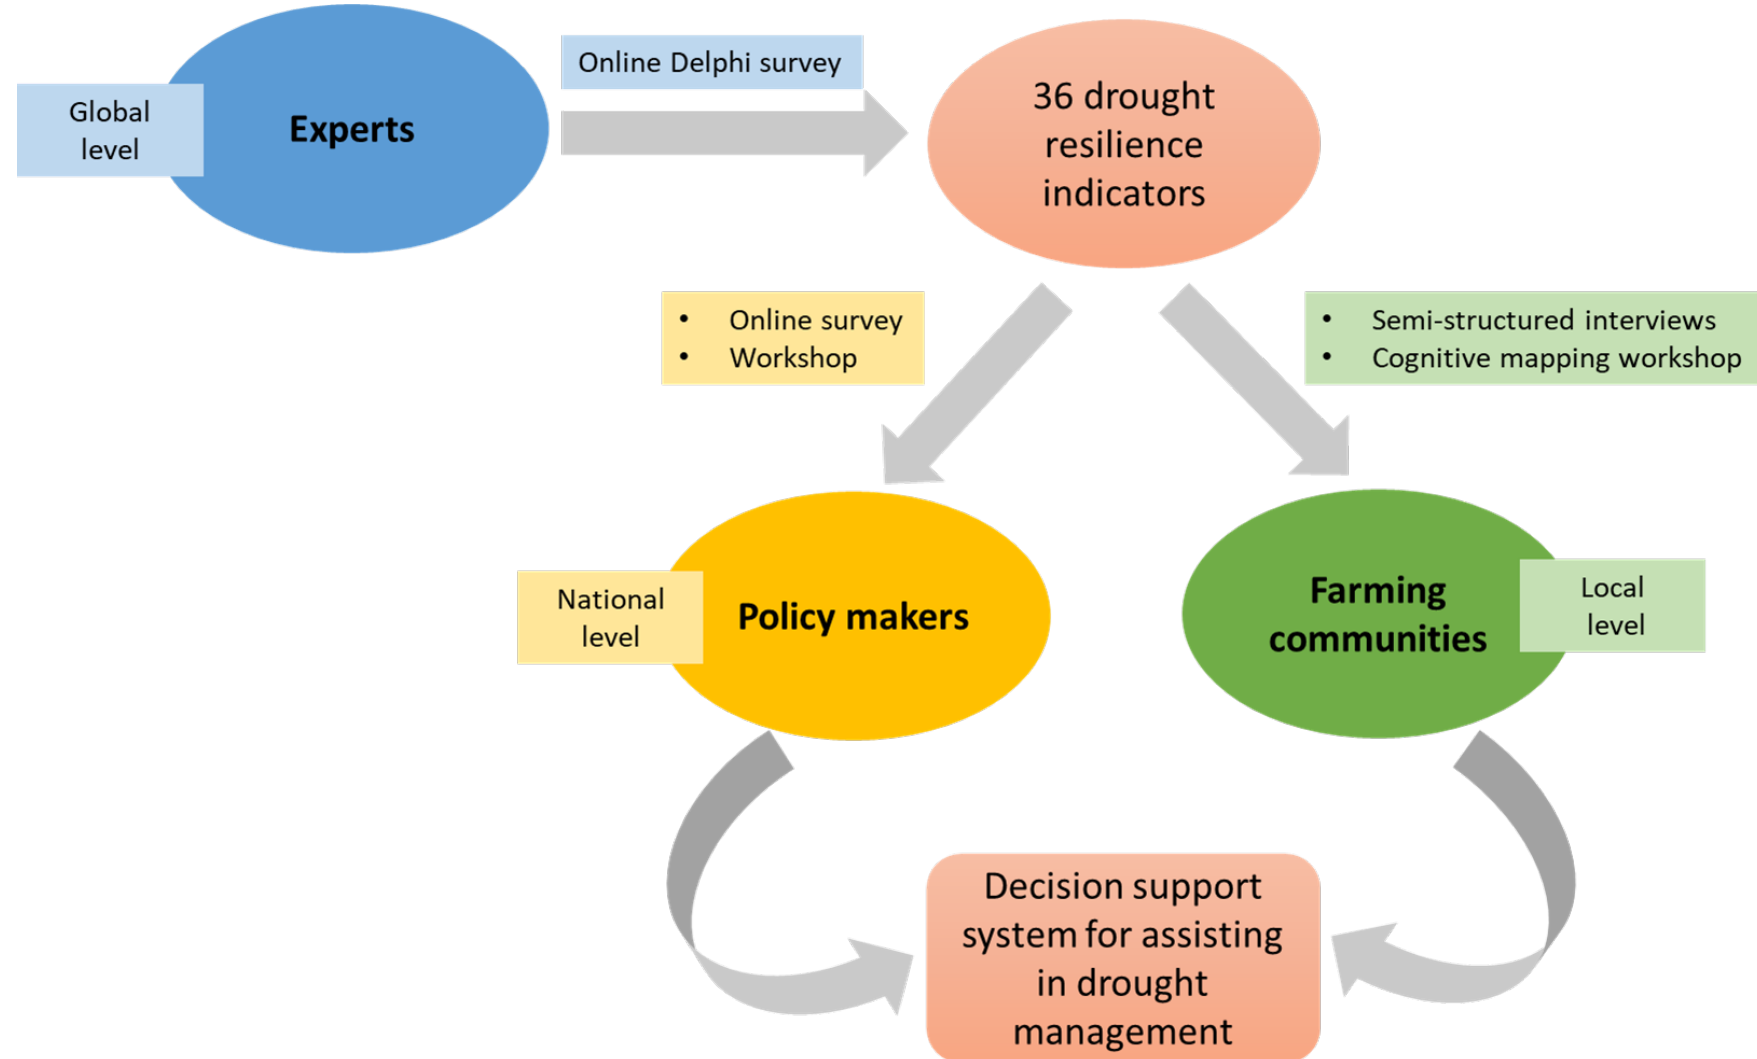 Online Delphi survey
Global
level
Experts
36 drought
resilience
indicators
• Online survey
• Workshop
• Semi-structured interviews
• Cognitive mapping workshop
National
level
Policy makers
Farming
communities
Local
level
Decision support
system for assisting
in drought
management